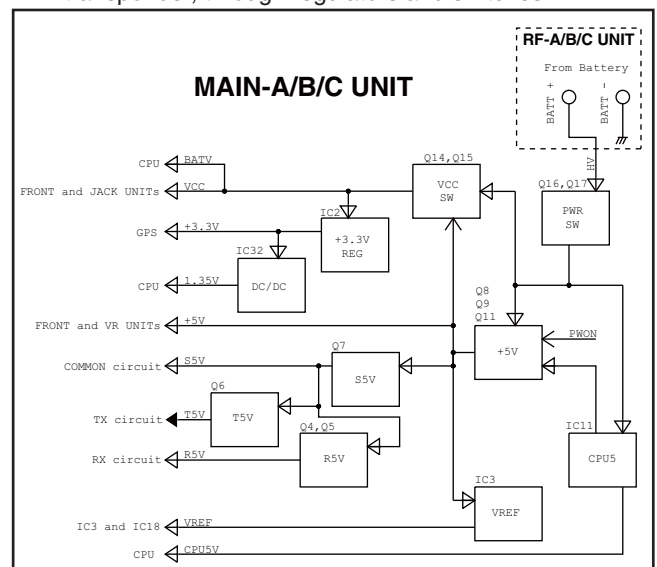 RF-A/B/C UNIT
From Battery
MAIN-A/B/C UNIT
BATT +
BATT -
HV
Q14,Q15
Q16,Q17
CPU
BATV
VCC SW
PWR SW
FRONT and JACK UNITs
VCC
IC2
GPS
+3.3V
+3.3V REG
IC32
DC/DC
CPU
1.35V
Q8
Q9
Q11
FRONT and VR UNITs
+5V
PWON
+5V
Q7
COMMON circuit
S5V
S5V
Q6
TX circuit
T5V
T5V
Q4,Q5
IC11
RX circuit
R5V
R5V
CPU5
IC3
VREF
IC3 and IC18
VREF
CPU
CPU5V